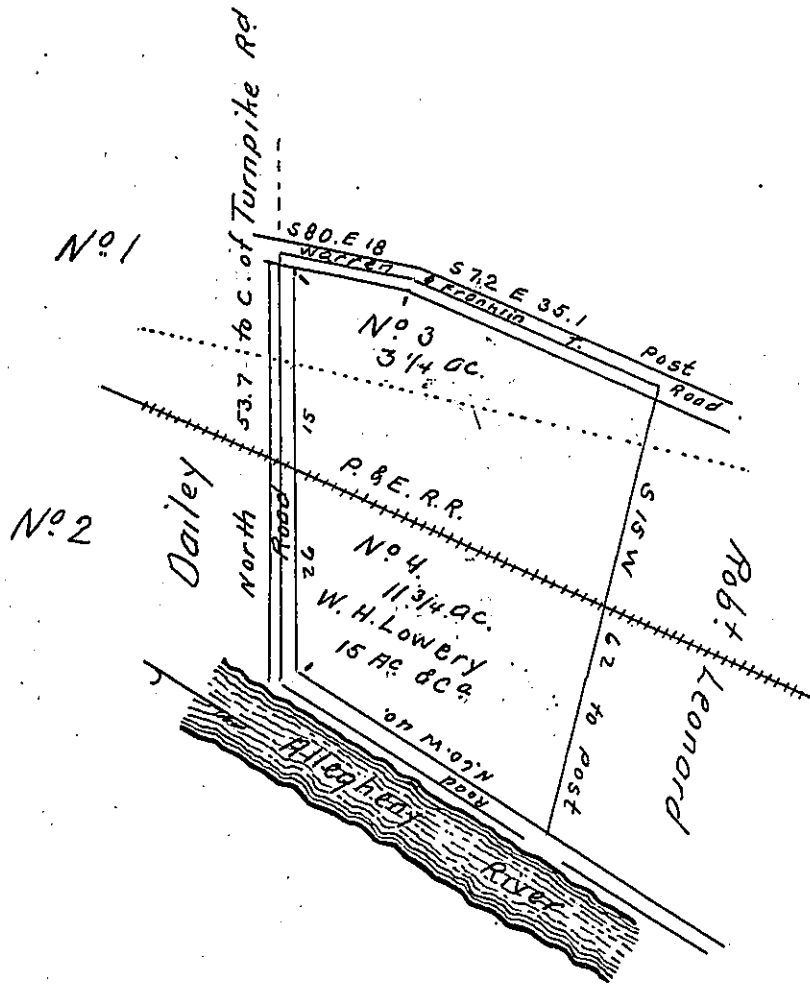 53.7 to C. of Turnpike Rd
North
Nº 1
S80.E 18
Warren
S 72 E 35.1
& Franklin
T.
Post
Road
Nº 3
3 1/4 ac.
15
P. & E. R.R.
S 15 W 62 to post
Nº 2
Dailey
Road
26
Nº 4
11 3/4 ac.
W. H. Lowery
15 Ac &Cª
Robt Leonard
N.60.W 40.
Road
Allegheny
River